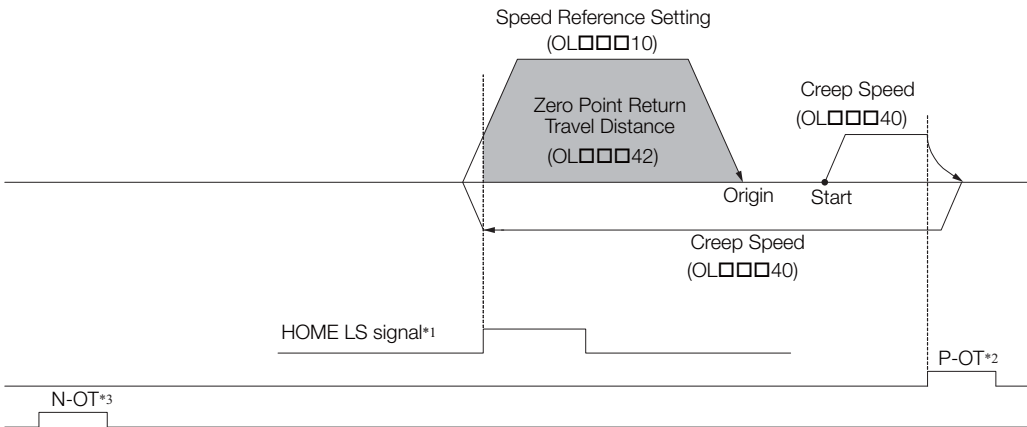 Speed Reference Setting
(OL□□□10)
Zero Point Return
Travel Distance
(OL□□□42)
Creep Speed
(OL□□□40)
Origin
Start
Creep Speed
(OL□□□40)
HOME LS signal*1
P-OT*2
N-OT*3